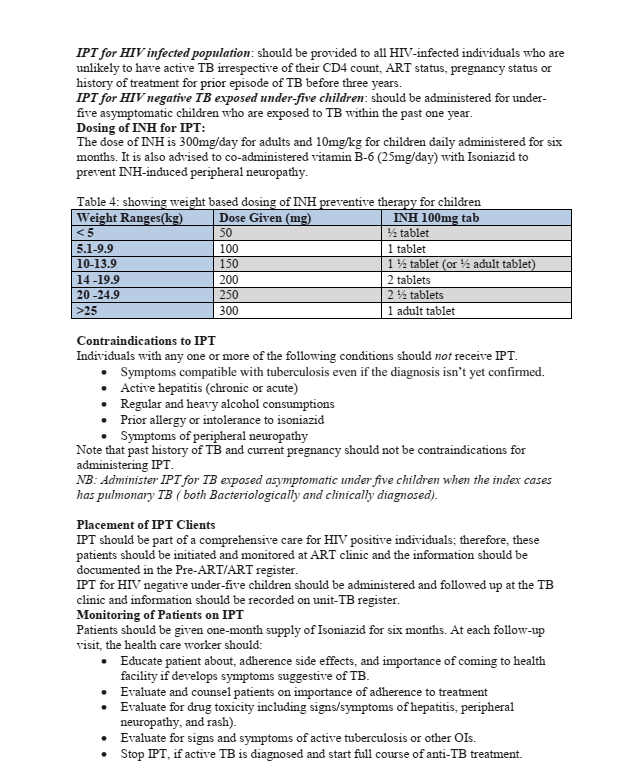 IPT for HIV infected population: should be provided to all HIV-infected individuals who are
unlikely to have active TB irrespective of their CD4 count, ART status, pregnancy status or
history of treatment for prior episode of TB before three years.
IPT for HIV negative TB exposed under-five children: should be administered for under-
five asymptomatic children who are exposed to TB within the past one year.
Dosing of INH for IPT:
The dose of INH is 300mg/day for adults and 10mg/kg for children daily administered for six
months. It is also advised to co-administered vitamin B-6 (25mg/day) with Isoniazid to
prevent INH-induced peripheral neuropathy.
Table 4: showing weight based dosing of INH preventive therapy for children
Weight Ranges(kg) Dose Given (mg) INH 100mg tab
< 5 50 ½ tablet
5.1-9.9 100 1 tablet
10-13.9 150 1 ½ tablet (or ½ adult tablet)
14 -19.9 200 2 tablets
20 -24.9 250 2 ½ tablets
>25 300 1 adult tablet
Contraindications to IPT
Individuals with any one or more of the following conditions should not receive IPT.
• Symptoms compatible with tuberculosis even if the diagnosis isn't yet confirmed.
• Active hepatitis (chronic or acute)
• Regular and heavy alcohol consumptions
• Prior allergy or intolerance to isoniazid
• Symptoms of peripheral neuropathy
Note that past history of TB and current pregnancy should not be contraindications for
administering IPT.
NB: Administer IPT for TB exposed asymptomatic under five children when the index cases
has pulmonary TB ( both Bacteriologically and clinically diagnosed).
Placement of IPT Clients
IPT should be part of a comprehensive care for HIV positive individuals; therefore, these
patients should be initiated and monitored at ART clinic and the information should be
documented in the Pre-ART/ART register.
IPT for HIV negative under-five children should be administered and followed up at the TB
clinic and information should be recorded on unit-TB register.
Monitoring of Patients on IPT
Patients should be given one-month supply of Isoniazid for six months. At each follow-up
visit, the health care worker should:
• Educate patient about, adherence side effects, and importance of coming to health
facility if develops symptoms suggestive of TB.
• Evaluate and counsel patients on importance of adherence to treatment
• Evaluate for drug toxicity including signs/symptoms of hepatitis, peripheral
neuropathy, and rash).
• Evaluate for signs and symptoms of active tuberculosis or other OIs.
• Stop IPT, if active TB is diagnosed and start full course of anti-TB treatment.